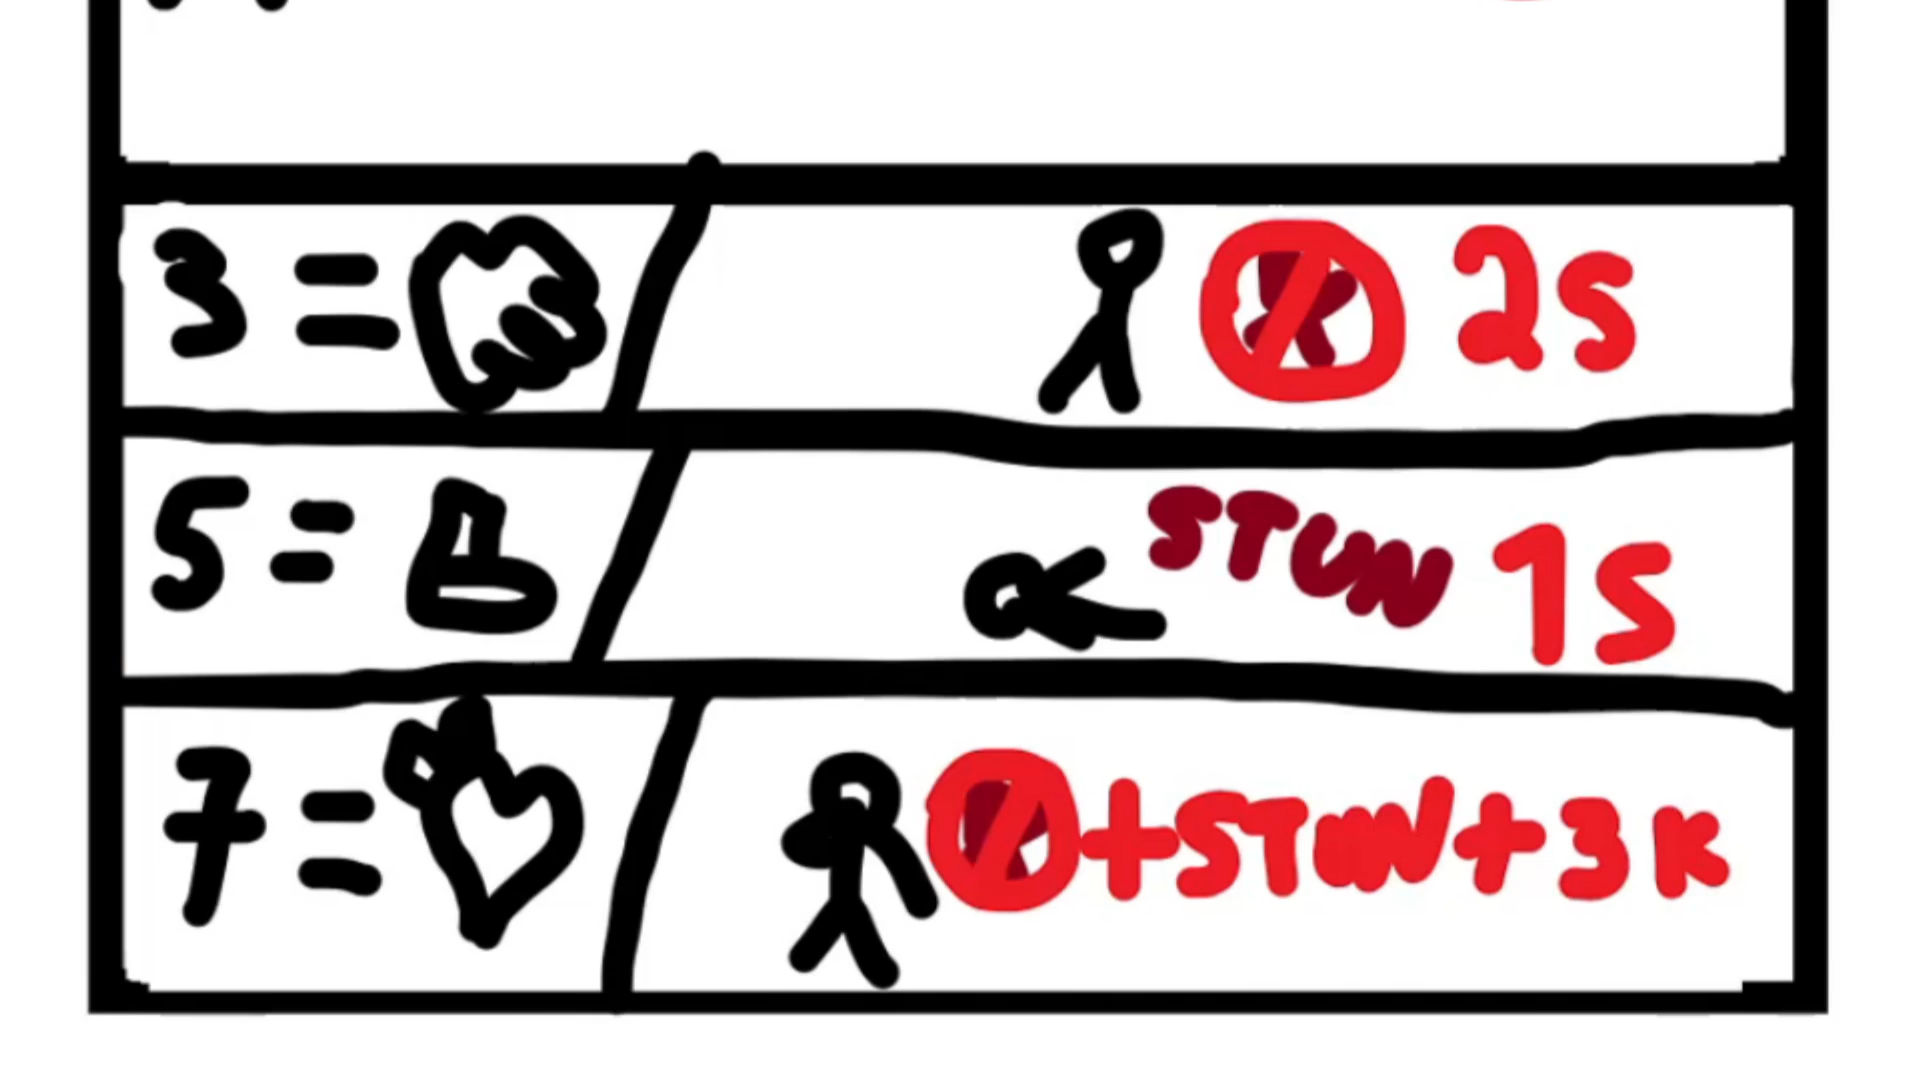 3 = 2S
5 = STUN 1S
7 = +STUN+3K